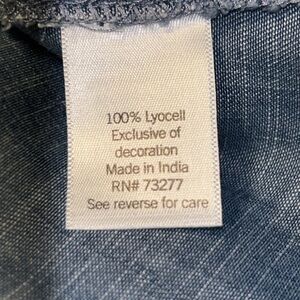 100% Lyocell
Exclusive of
decoration
Made in India
RN# 73277
See reverse for care